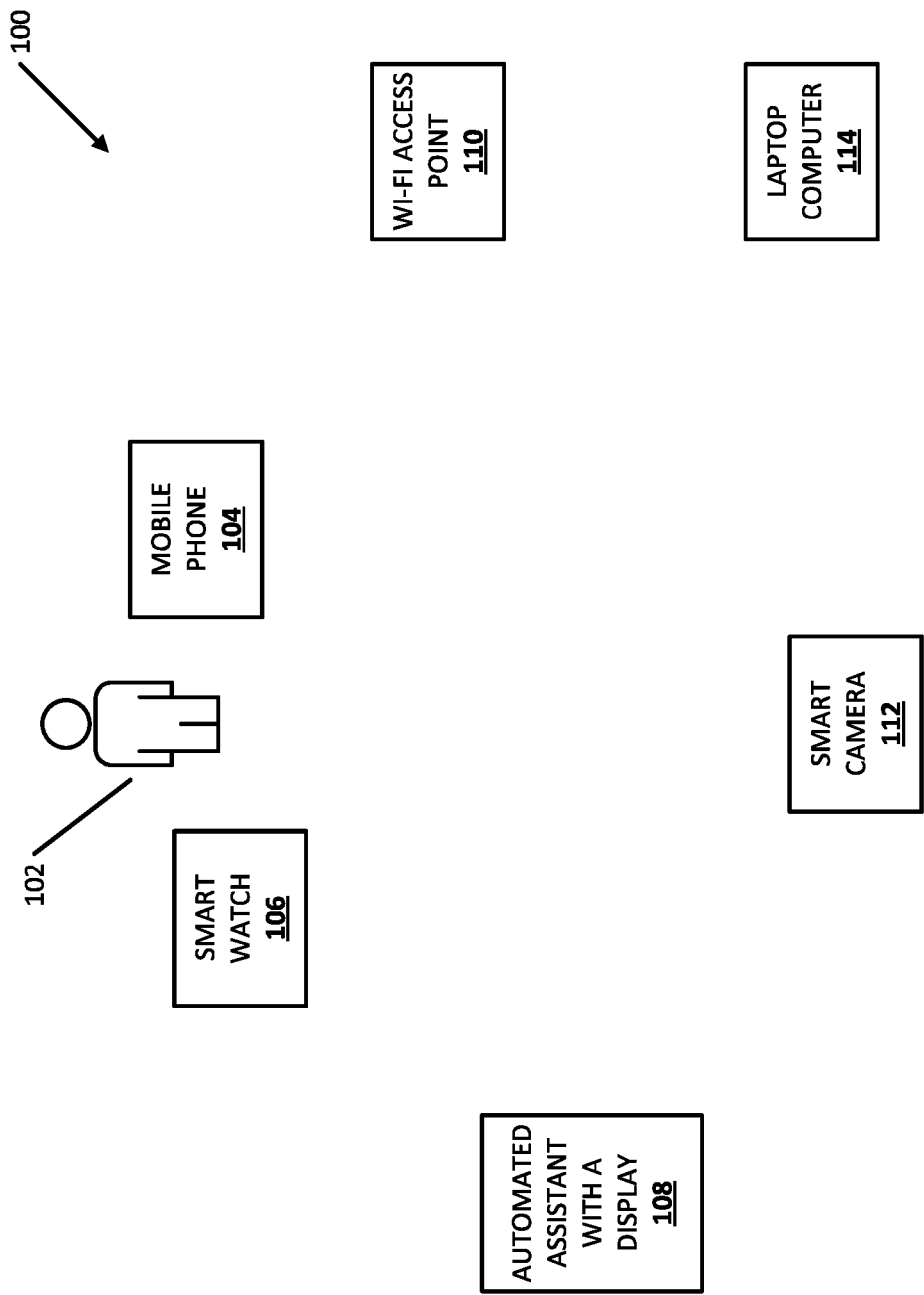 100
102
MOBILE
PHONE
104
SMART
WATCH
106
WI-FI ACCESS
POINT
110
AUTOMATED
ASSISTANT
WITH A
DISPLAY
108
LAPTOP
COMPUTER
114
SMART
CAMERA
112